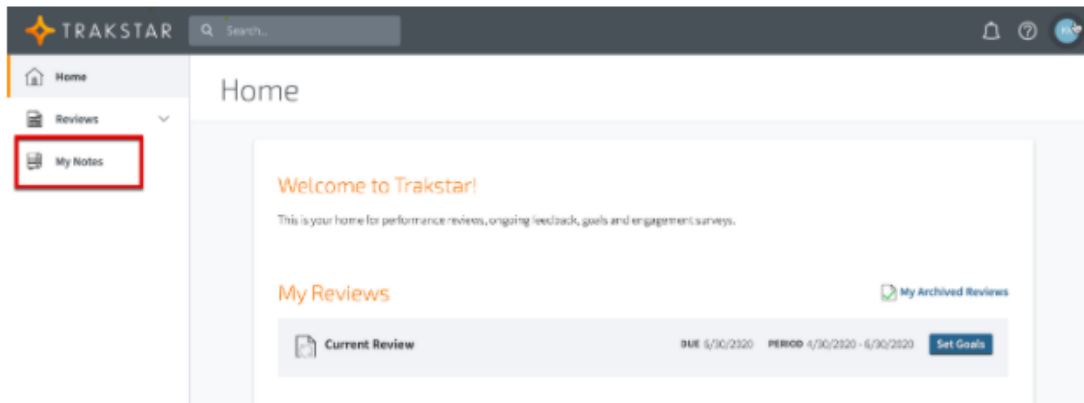 TRAKSTAR
Search...
Home
Reviews
My Notes
Home
Welcome to Trakstar!
This is your home for performance reviews, ongoing feedback, goals and engagement surveys.
My Reviews
My Archived Reviews
Current Review
DUE 6/30/2020 PERIOD 4/30/2020 - 6/30/2020
Set Goals